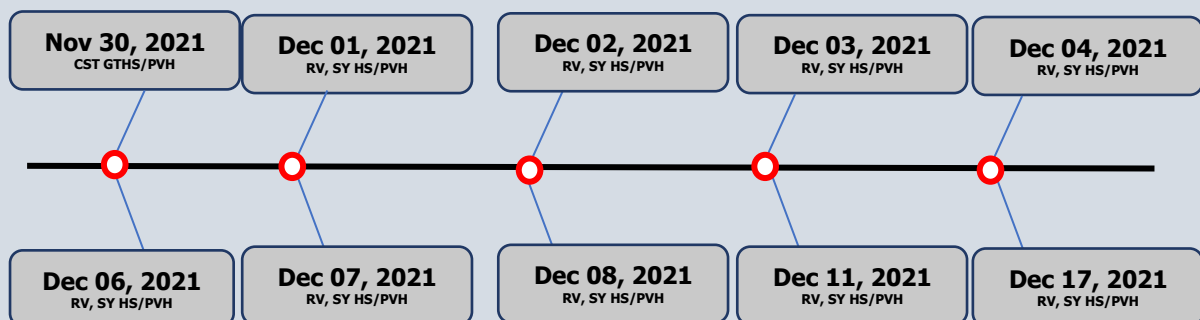 Nov 30, 2021
CST GTHS/PVH
Dec 01, 2021
RV, SY HS/PVH
Dec 02, 2021
RV, SY HS/PVH
Dec 03, 2021
RV, SY HS/PVH
Dec 04, 2021
RV, SY HS/PVH
Dec 06, 2021
RV, SY HS/PVH
Dec 07, 2021
RV, SY HS/PVH
Dec 08, 2021
RV, SY HS/PVH
Dec 11, 2021
RV, SY HS/PVH
Dec 17, 2021
RV, SY HS/PVH